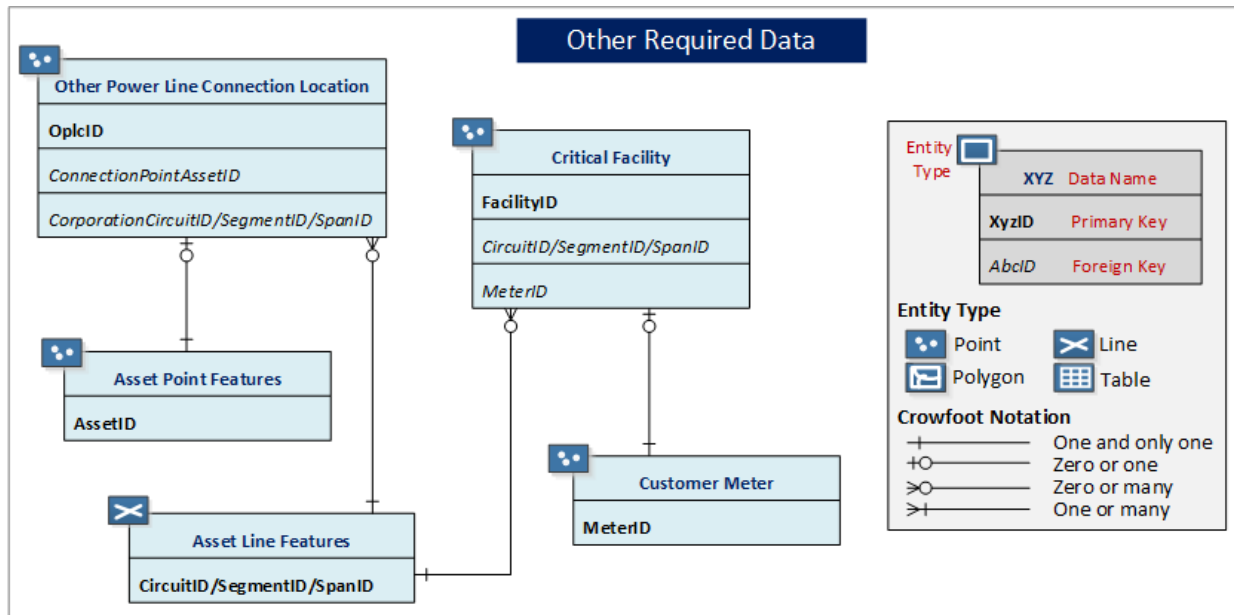 Other Required Data
Other Power Line Connection Location
OplcID
ConnectionPointAssetID
CorporationCircuitID/SegmentID/SpanID
Critical Facility
FacilityID
CircuitID/SegmentID/SpanID
MeterID
Asset Point Features
AssetID
Customer Meter
MeterID
Asset Line Features
CircuitID/SegmentID/SpanID
Entity
Type
XYZ Data Name
XyzID Primary Key
AbcID Foreign Key
Entity Type
Point Line
Polygon Table
Crowfoot Notation
One and only one
Zero or one
Zero or many
One or many